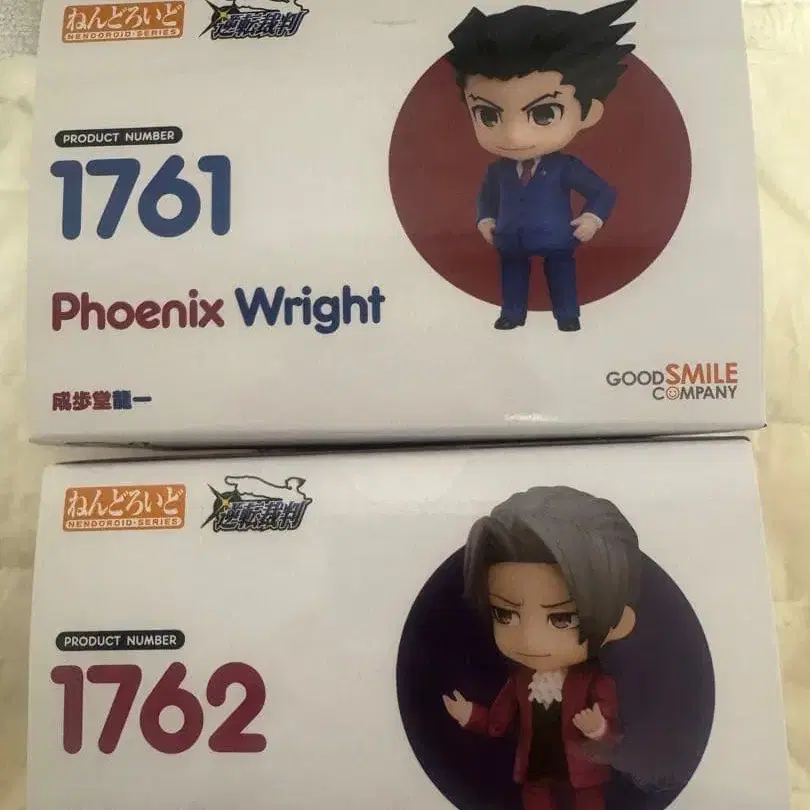 ねんどろいど
NENDOROID·SERIES
逆転裁判
PRODUCT NUMBER
1761
Phoenix Wright
成歩堂龍一
GOOD SMILE
COMPANY
ねんどろいど
NENDOROID·SERIES
逆転裁判
PRODUCT NUMBER
1762